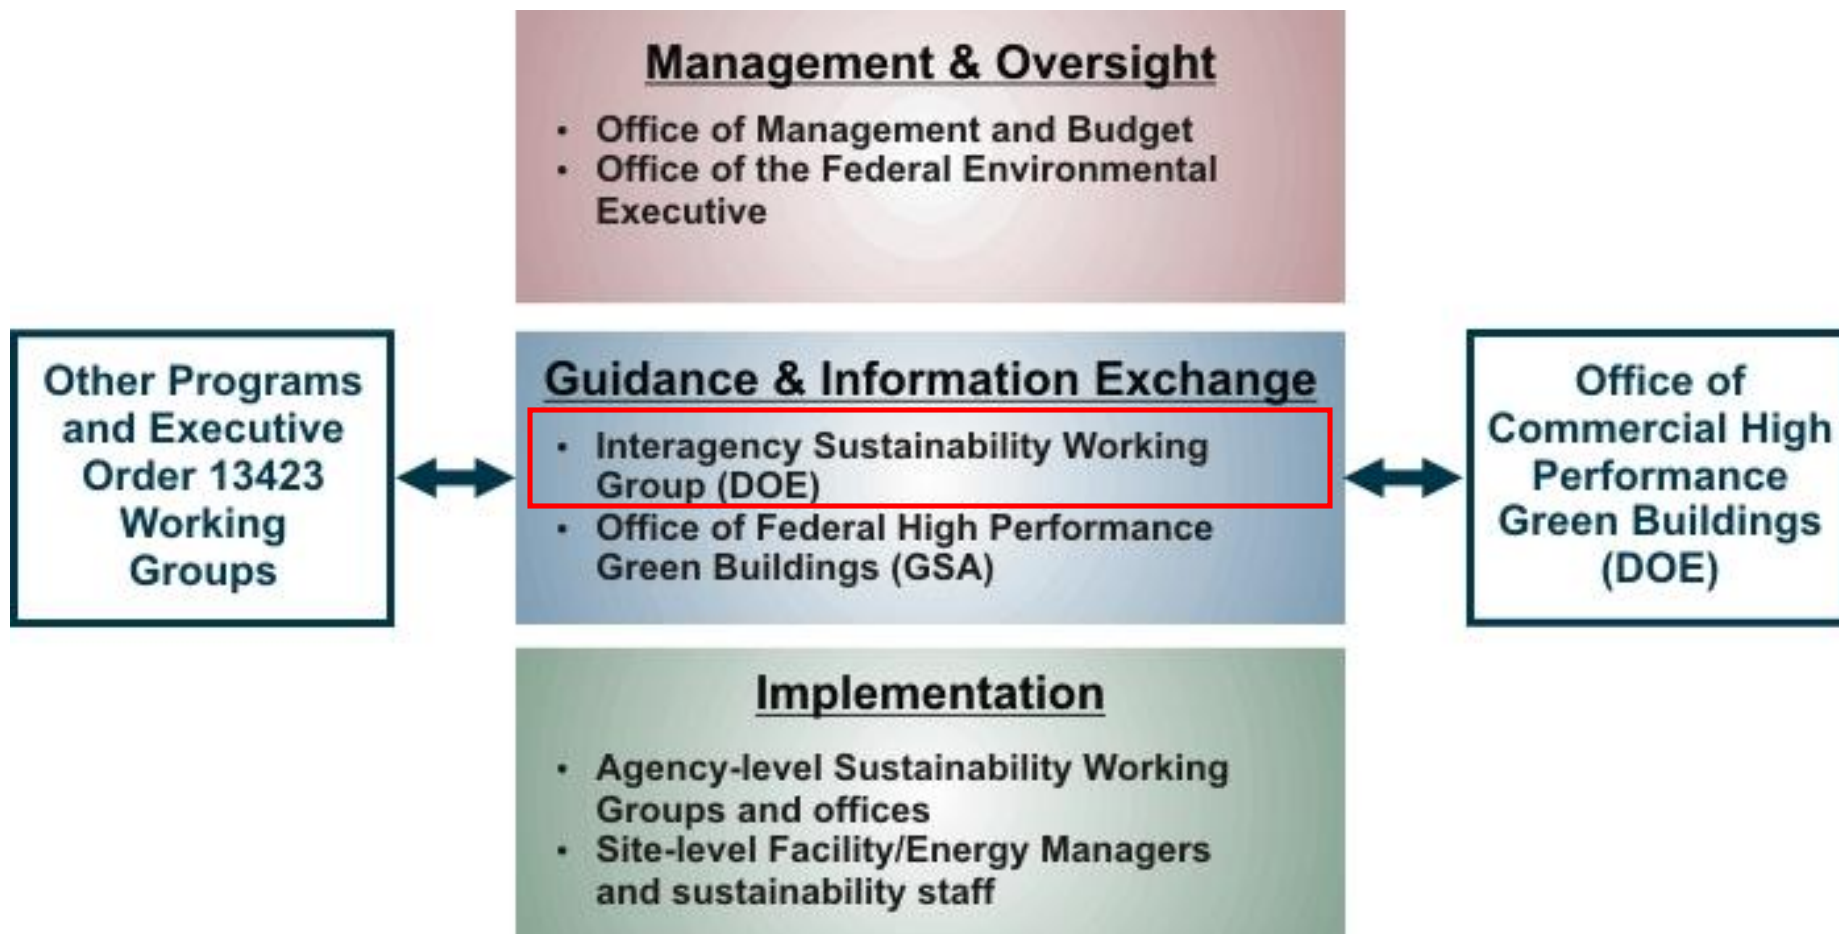 Management & Oversight
• Office of Management and Budget
• Office of the Federal Environmental
Executive
Other Programs
and Executive
Order 13423
Working
Groups
Guidance & Information Exchange
• Interagency Sustainability Working
Group (DOE)
• Office of Federal High Performance
Green Buildings (GSA)
Office of
Commercial High
Performance
Green Buildings
(DOE)
Implementation
• Agency-level Sustainability Working
Groups and offices
• Site-level Facility/Energy Managers
and sustainability staff